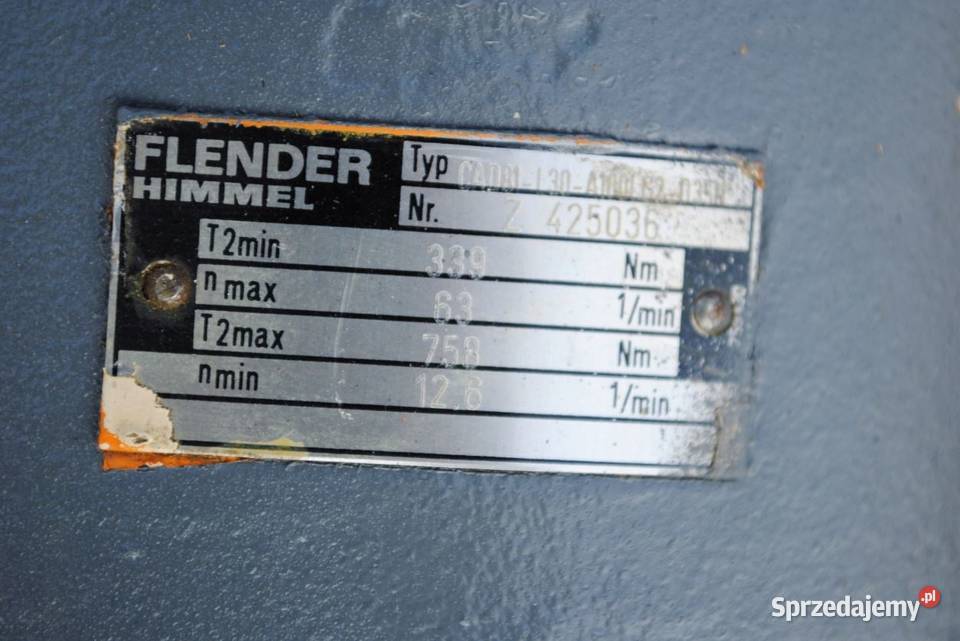 FLENDER
HIMMEL
Typ
Nr. Z 425036
T2min 339 Nm
nmax 63 1/min
T2max 758 Nm
nmin 12.6 1/min
Sprzedajemy.pl